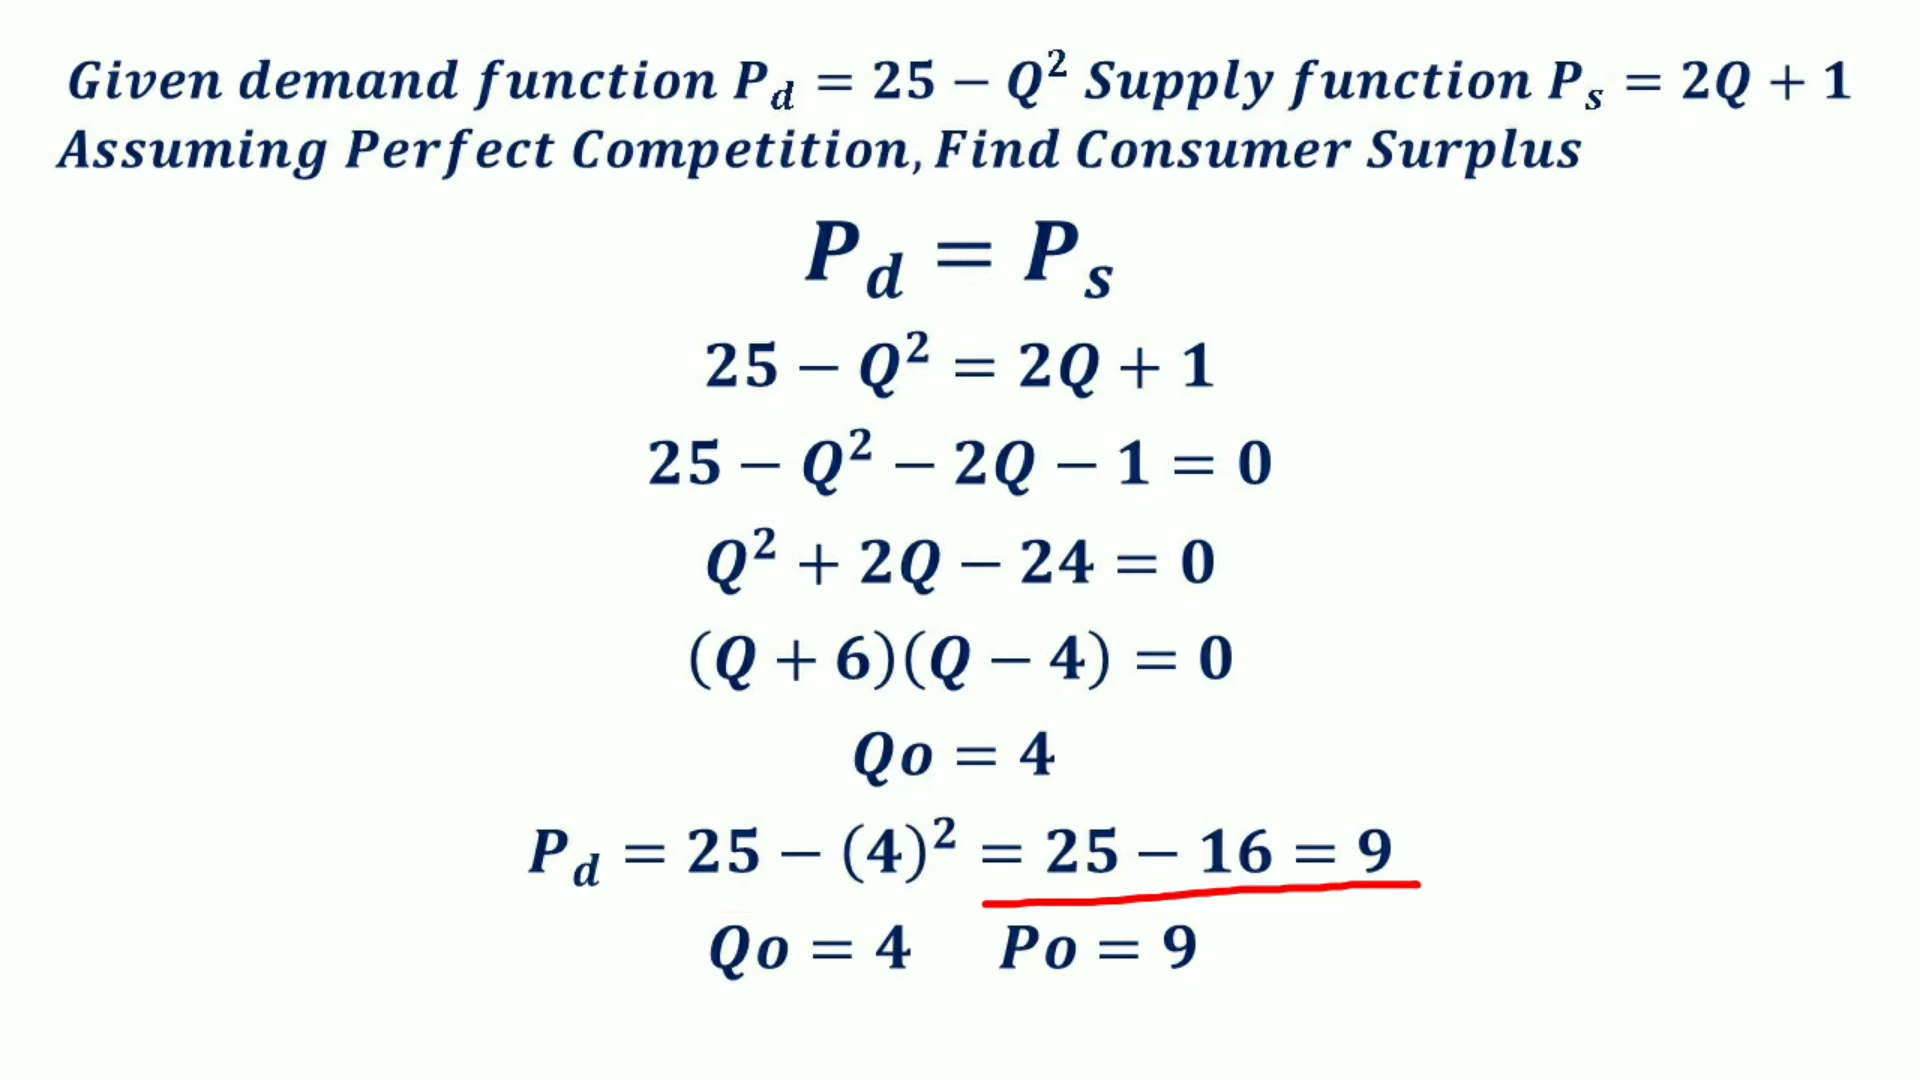 Given demand function P_d = 25 − Q² Supply function P_s = 2Q + 1
Assuming Perfect Competition, Find Consumer Surplus
P_d = P_s
25 − Q² = 2Q + 1
25 − Q² − 2Q − 1 = 0
Q² + 2Q − 24 = 0
(Q + 6)(Q − 4) = 0
Qo = 4
P_d = 25 − (4)² = 25 − 16 = 9
Qo = 4 Po = 9